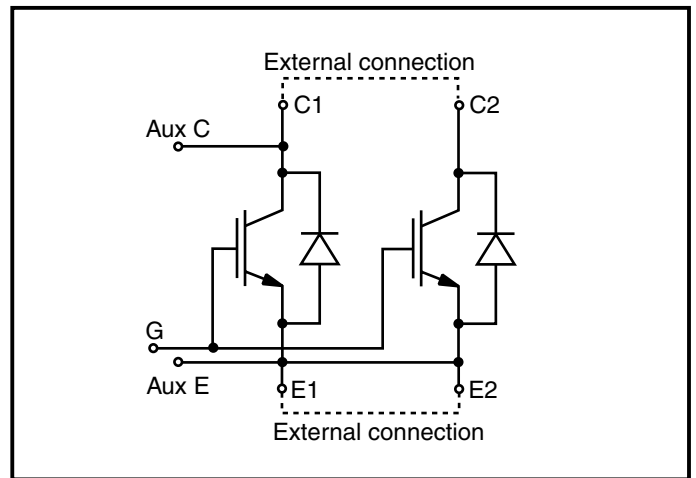 External connection
C1
C2
Aux C
G
Aux E
E1
E2
External connection